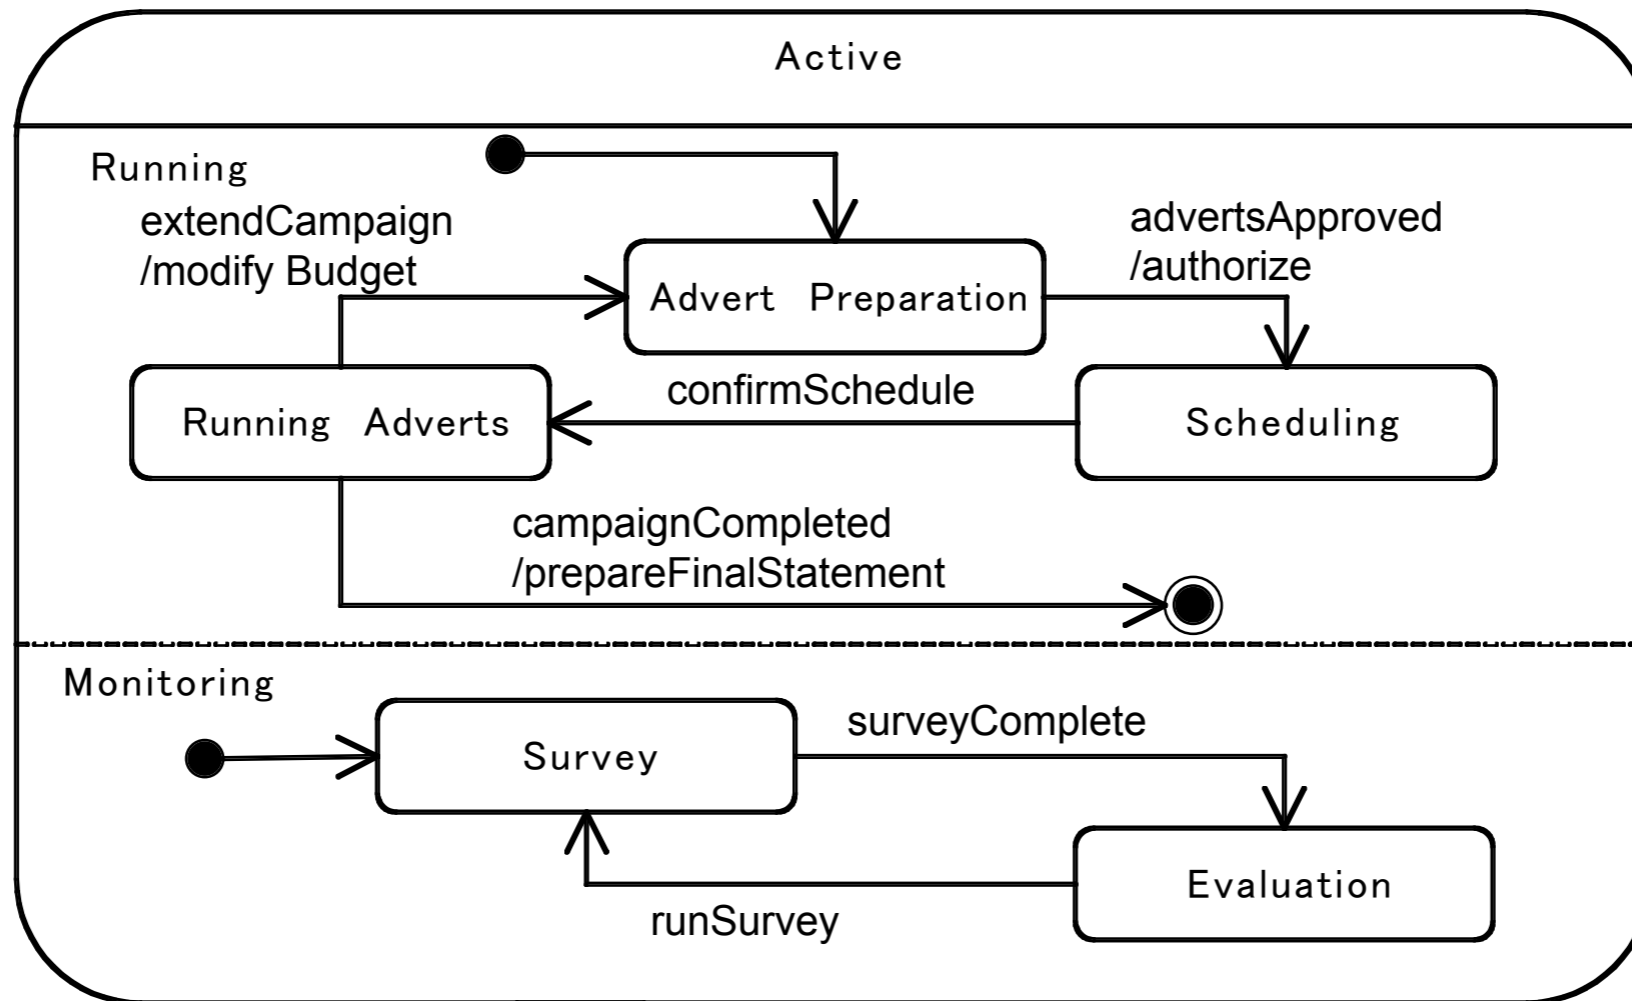 Active
Running
extendCampaign
/modify Budget
advertsApproved
/authorize
Advert Preparation
confirmSchedule
Running Adverts
Scheduling
campaignCompleted
/prepareFinalStatement
Monitoring
surveyComplete
Survey
Evaluation
runSurvey